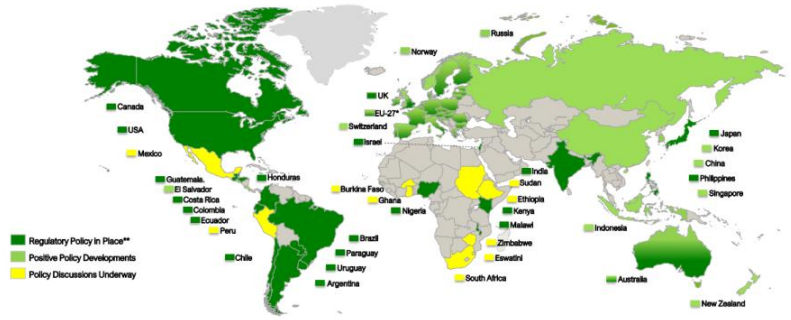 Russia
Norway
UK
EU-27*
Switzerland
Israel
Canada
USA
Mexico
Guatemala.
Honduras
El Salvador
Costa Rica
Colombia
Ecuador
Peru
Chile
Brazil
Paraguay
Uruguay
Argentina
Burkina Faso
Ghana
Nigeria
India
Sudan
Ethiopia
Kenya
Malawi
Zimbabwe
Eswatini
South Africa
Japan
Korea
China
Philippines
Singapore
Indonesia
Australia
New Zealand
Regulatory Policy in Place**
Positive Policy Developments
Policy Discussions Underway